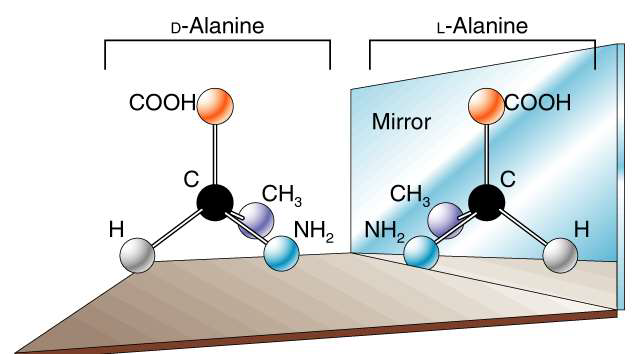 D-Alanine
L-Alanine
COOH
C
CH₃
H
NH₂
Mirror
COOH
C
CH₃
NH₂
H